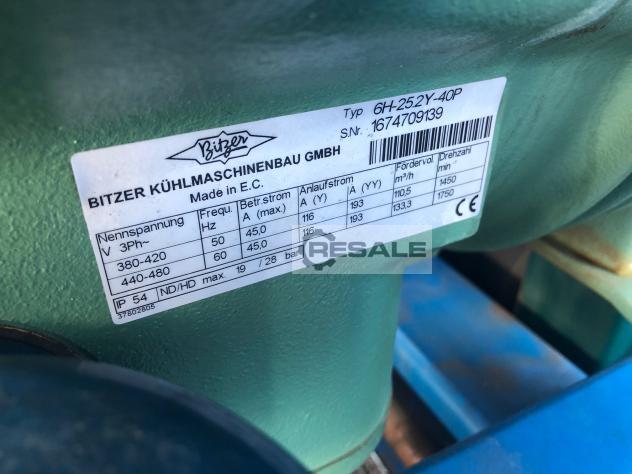 Bitzer
Typ 6H-25.2Y-40P
S.Nr. 1674709139
BITZER KÜHLMASCHINENBAU GMBH
Made in E.C.
Nennspannung Frequ. Betr.strom Anlaufstrom Fördervol. Drehzahl
V 3Ph~ Hz A (max.) A (Y) A (YY) m³/h min
380-420 50 45,0 116 193 110,5 1450
440-480 60 45,0 116 193 133,3 1750
IP 54 ND/HD max. 19 / 28 bar
CE
37802805
RESALE